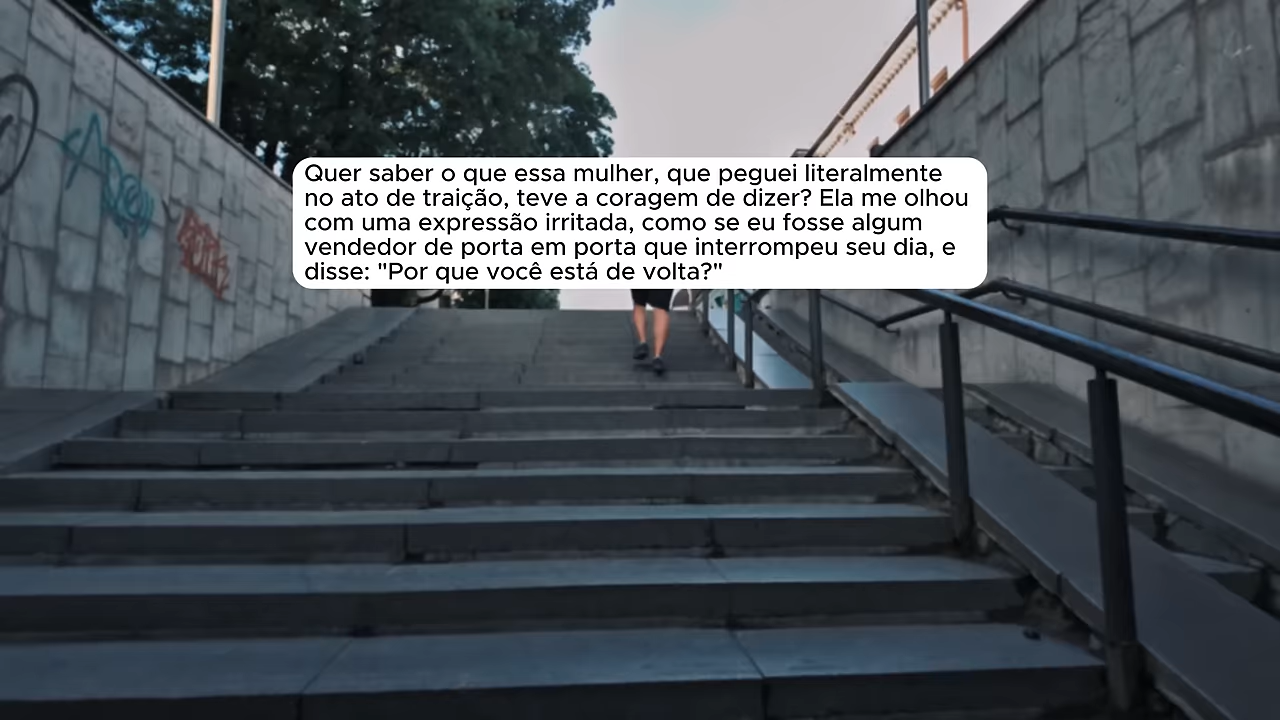 Quer saber o que essa mulher, que peguei literalmente
no ato de traição, teve a coragem de dizer? Ela me olhou
com uma expressão irritada, como se eu fosse algum
vendedor de porta em porta que interrompeu seu dia, e
disse: "Por que você está de volta?"